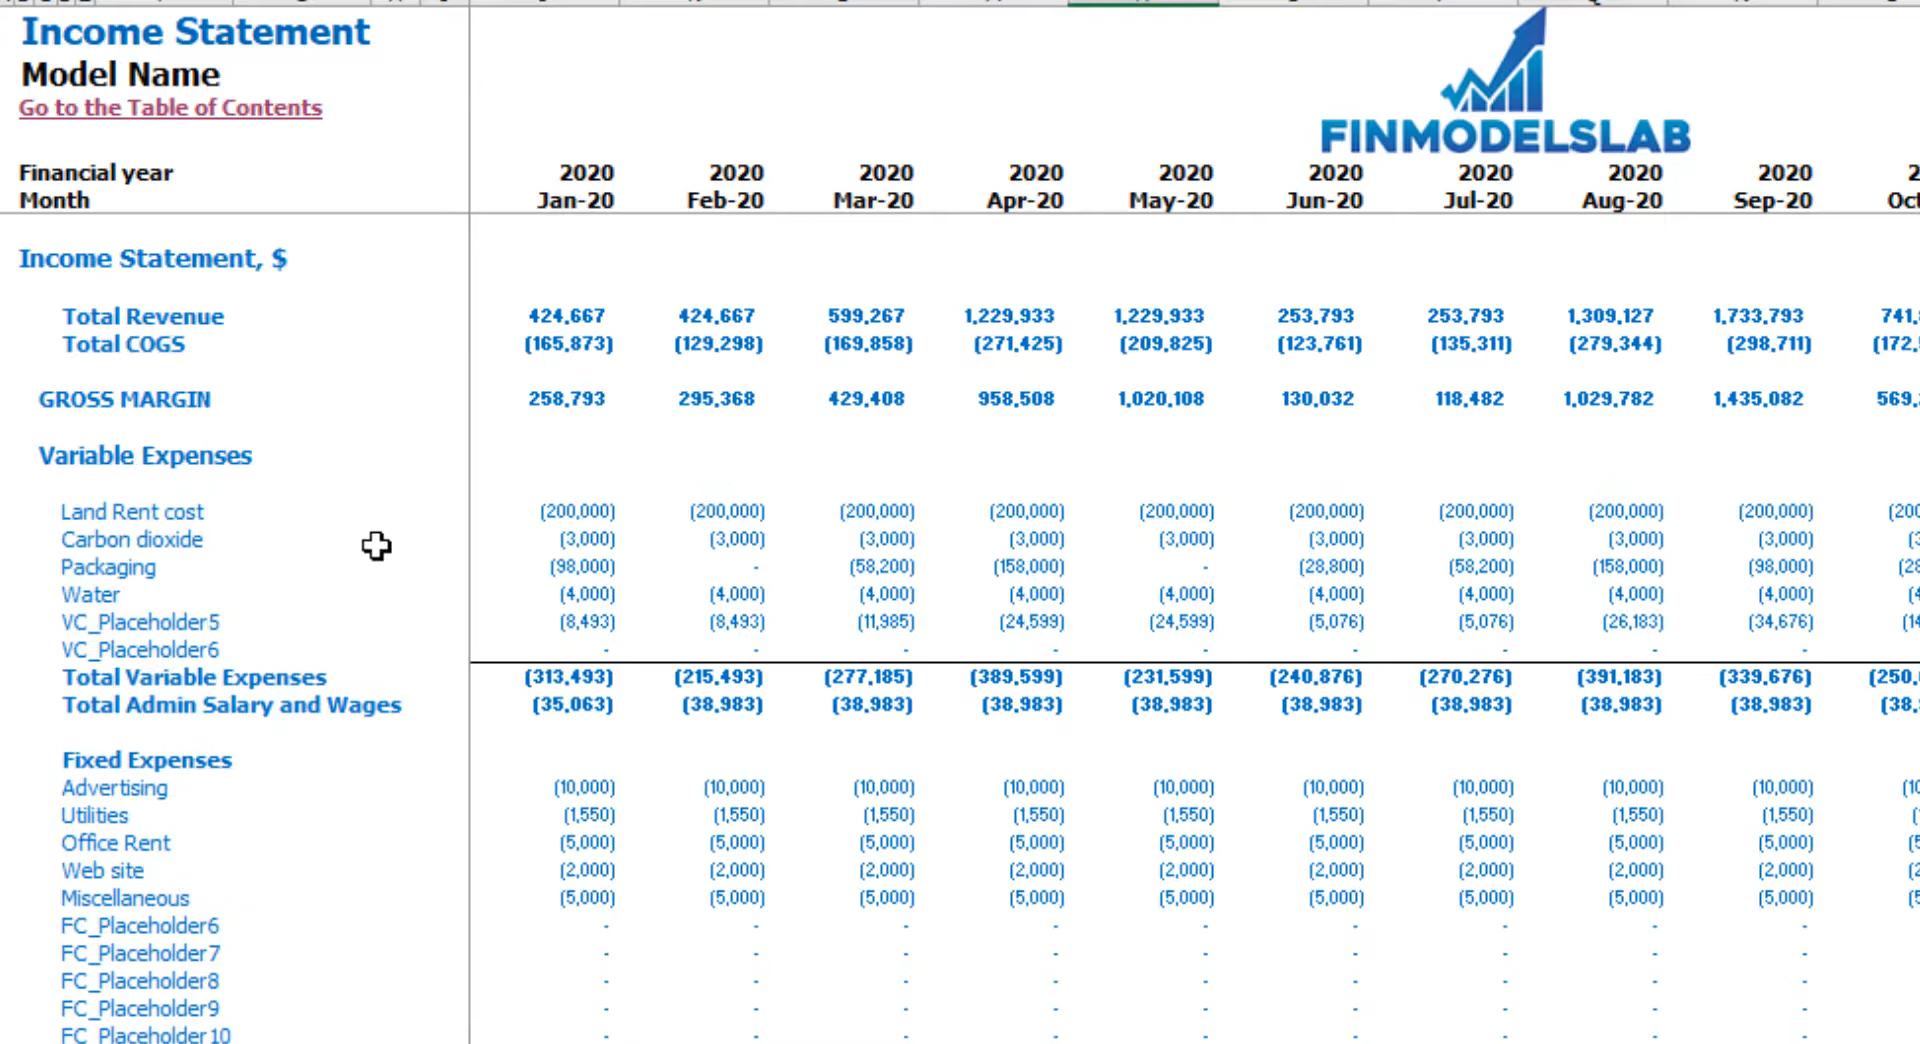 Income Statement
Model Name
Go to the Table of Contents
FINMODELSLAB
Financial year 2020 2020 2020 2020 2020 2020 2020 2020 2020 2
Month Jan-20 Feb-20 Mar-20 Apr-20 May-20 Jun-20 Jul-20 Aug-20 Sep-20 Oct
Income Statement, $
Total Revenue 424,667 424,667 599,267 1,229,933 1,229,933 253,793 253,793 1,309,127 1,733,793 741,
Total COGS (165,873) (129,298) (169,858) (271,425) (209,825) (123,761) (135,311) (279,344) (298,711) (172,
GROSS MARGIN 258,793 295,368 429,408 958,508 1,020,108 130,032 118,482 1,029,782 1,435,082 569,
Variable Expenses
Land Rent cost (200,000) (200,000) (200,000) (200,000) (200,000) (200,000) (200,000) (200,000) (200,000) (200
Carbon dioxide (3,000) (3,000) (3,000) (3,000) (3,000) (3,000) (3,000) (3,000) (3,000) (3
Packaging (98,000) - (58,200) (158,000) - (28,800) (58,200) (158,000) (98,000) (28
Water (4,000) (4,000) (4,000) (4,000) (4,000) (4,000) (4,000) (4,000) (4,000) (4
VC_Placeholder5 (8,493) (8,493) (11,985) (24,599) (24,599) (5,076) (5,076) (26,183) (34,676) (14
VC_Placeholder6 - - - - - - - - -
Total Variable Expenses (313,493) (215,493) (277,185) (389,599) (231,599) (240,876) (270,276) (391,183) (339,676) (250,
Total Admin Salary and Wages (35,063) (38,983) (38,983) (38,983) (38,983) (38,983) (38,983) (38,983) (38,983) (38,
Fixed Expenses
Advertising (10,000) (10,000) (10,000) (10,000) (10,000) (10,000) (10,000) (10,000) (10,000) (10
Utilities (1,550) (1,550) (1,550) (1,550) (1,550) (1,550) (1,550) (1,550) (1,550) (
Office Rent (5,000) (5,000) (5,000) (5,000) (5,000) (5,000) (5,000) (5,000) (5,000) (5
Web site (2,000) (2,000) (2,000) (2,000) (2,000) (2,000) (2,000) (2,000) (2,000) (2
Miscellaneous (5,000) (5,000) (5,000) (5,000) (5,000) (5,000) (5,000) (5,000) (5,000) (5
FC_Placeholder6 - - - - - - - - -
FC_Placeholder7 - - - - - - - - -
FC_Placeholder8 - - - - - - - - -
FC_Placeholder9 - - - - - - - - -
FC_Placeholder10 - - - - - - - - -